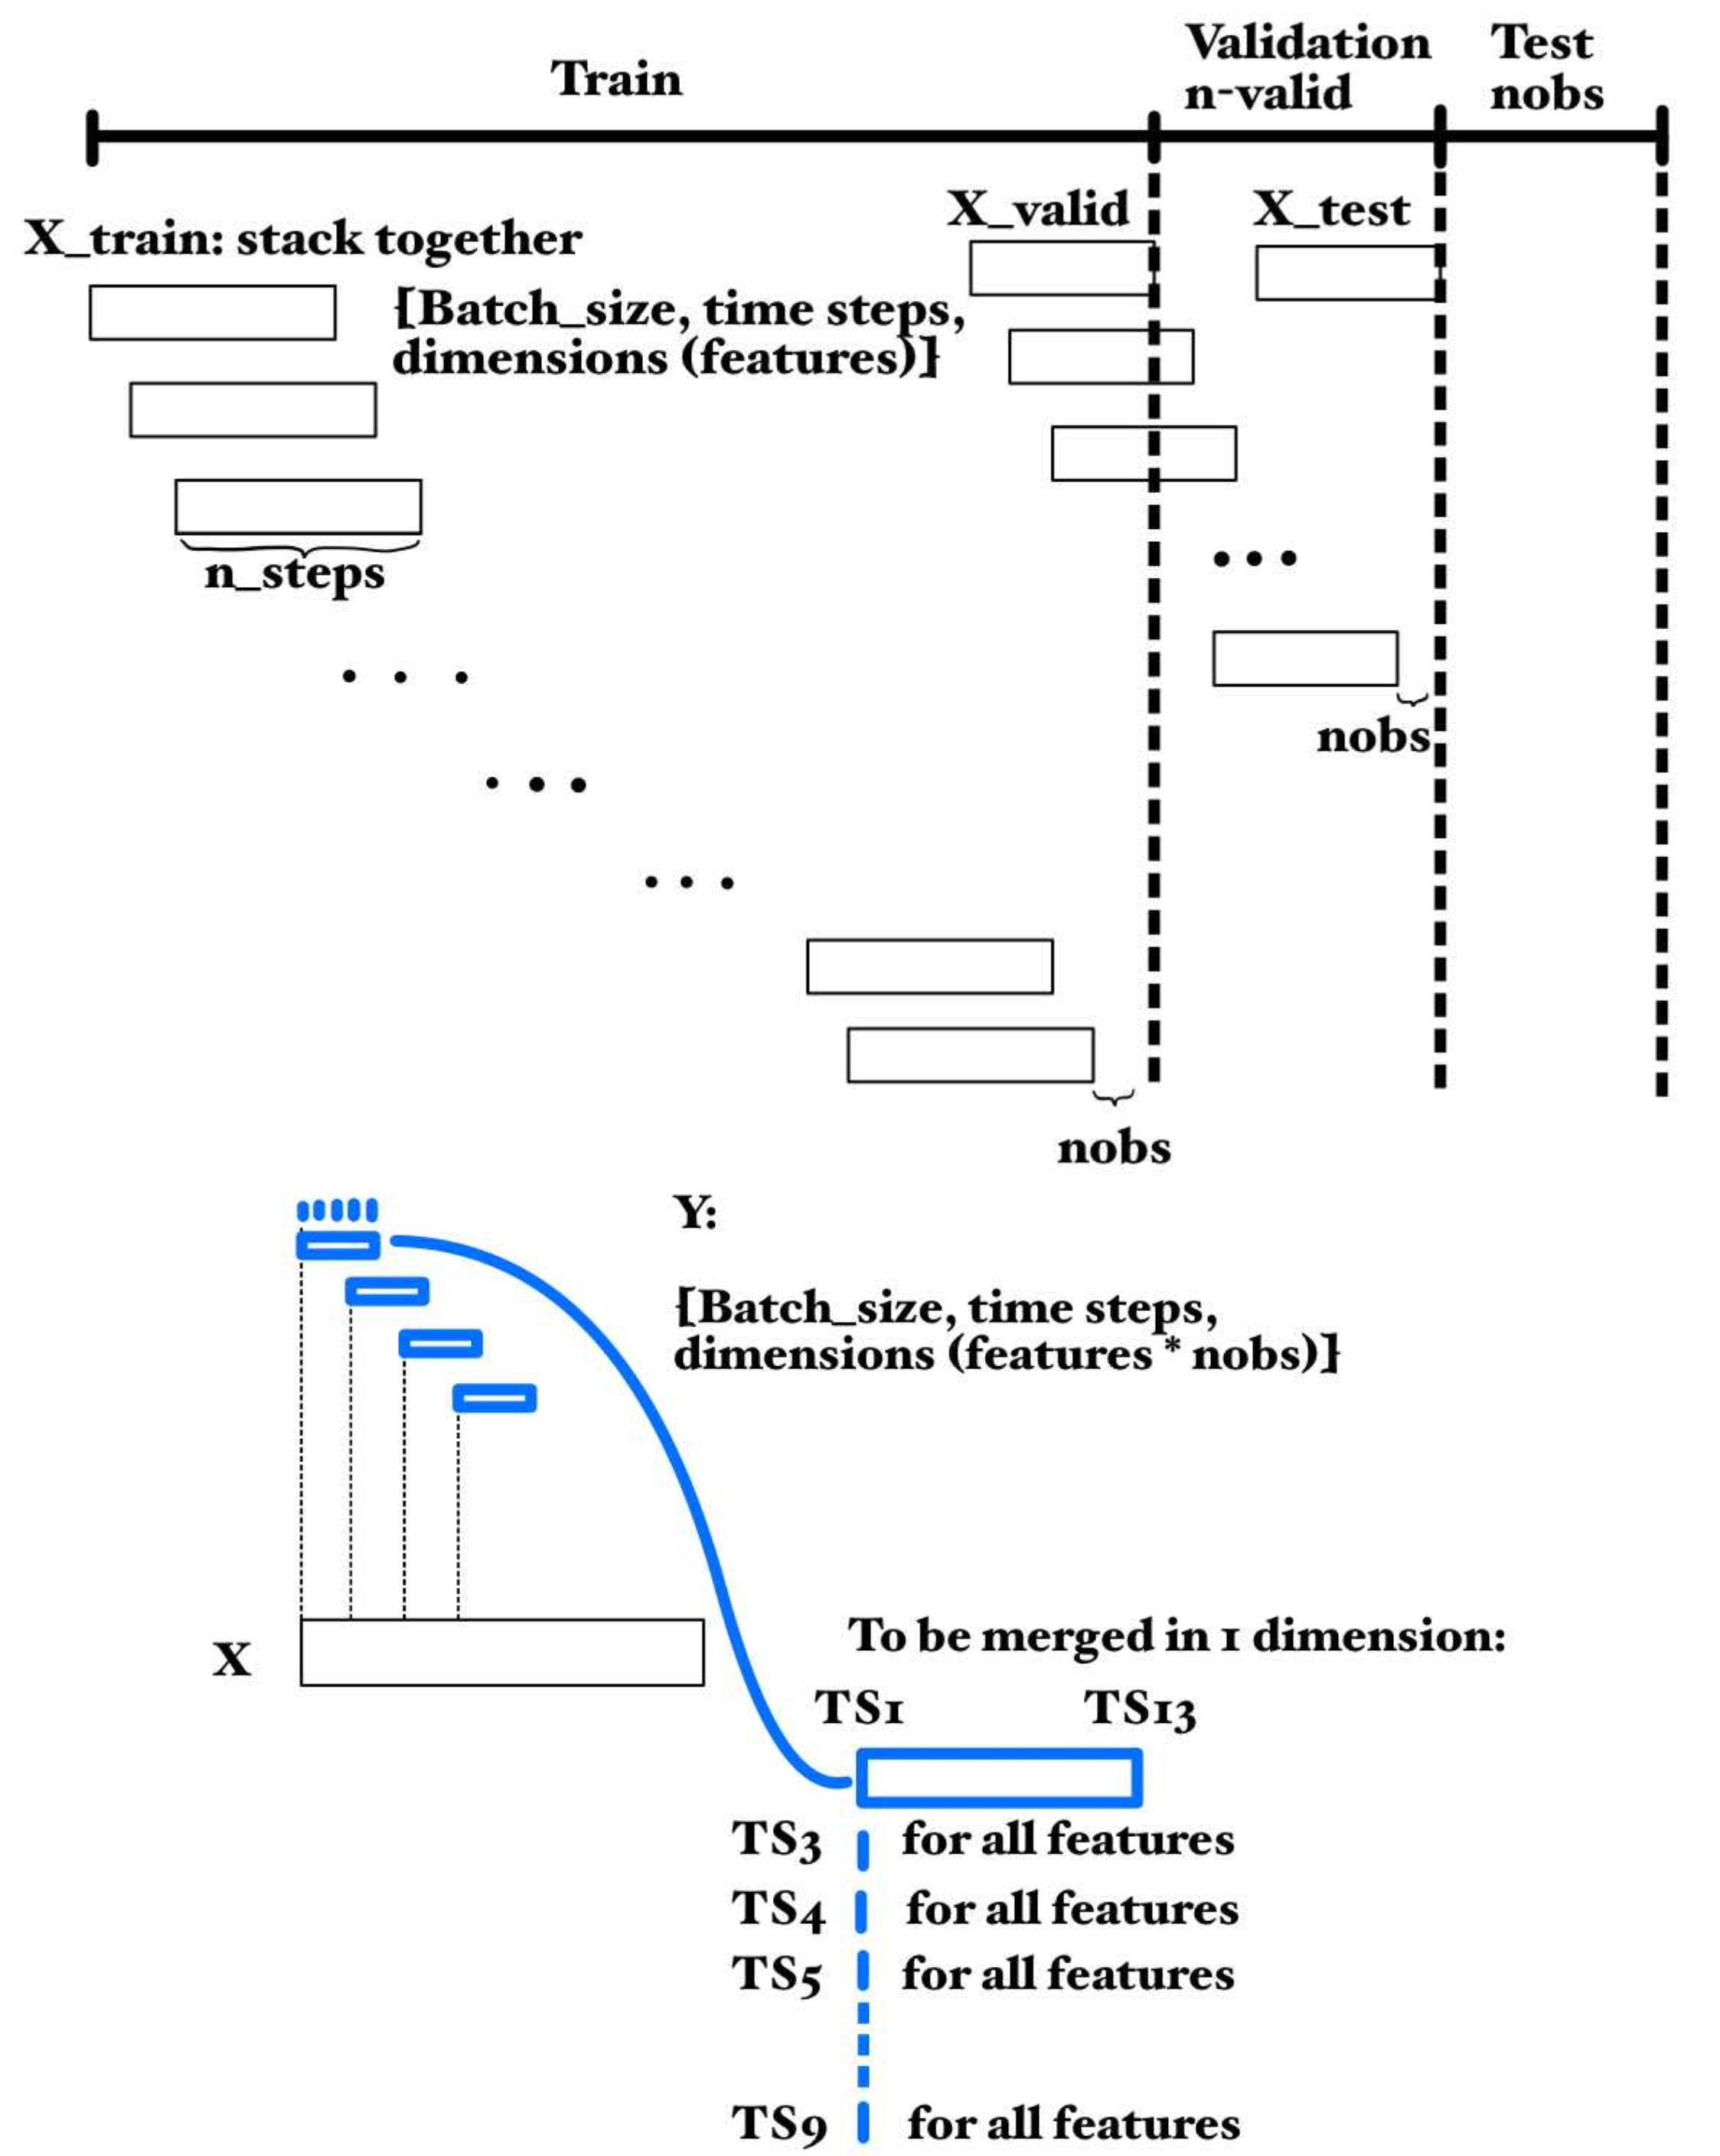 Train
Validation
n-valid
Test
nobs
X_train: stack together
X_valid
X_test
{Batch_size, time steps,
dimensions (features)}
n_steps
nobs
nobs
Y:
{Batch_size, time steps,
dimensions (features * nobs)}
X
To be merged in 1 dimension:
TS1
TS13
TS3 for all features
TS4 for all features
TS5 for all features
TS9 for all features